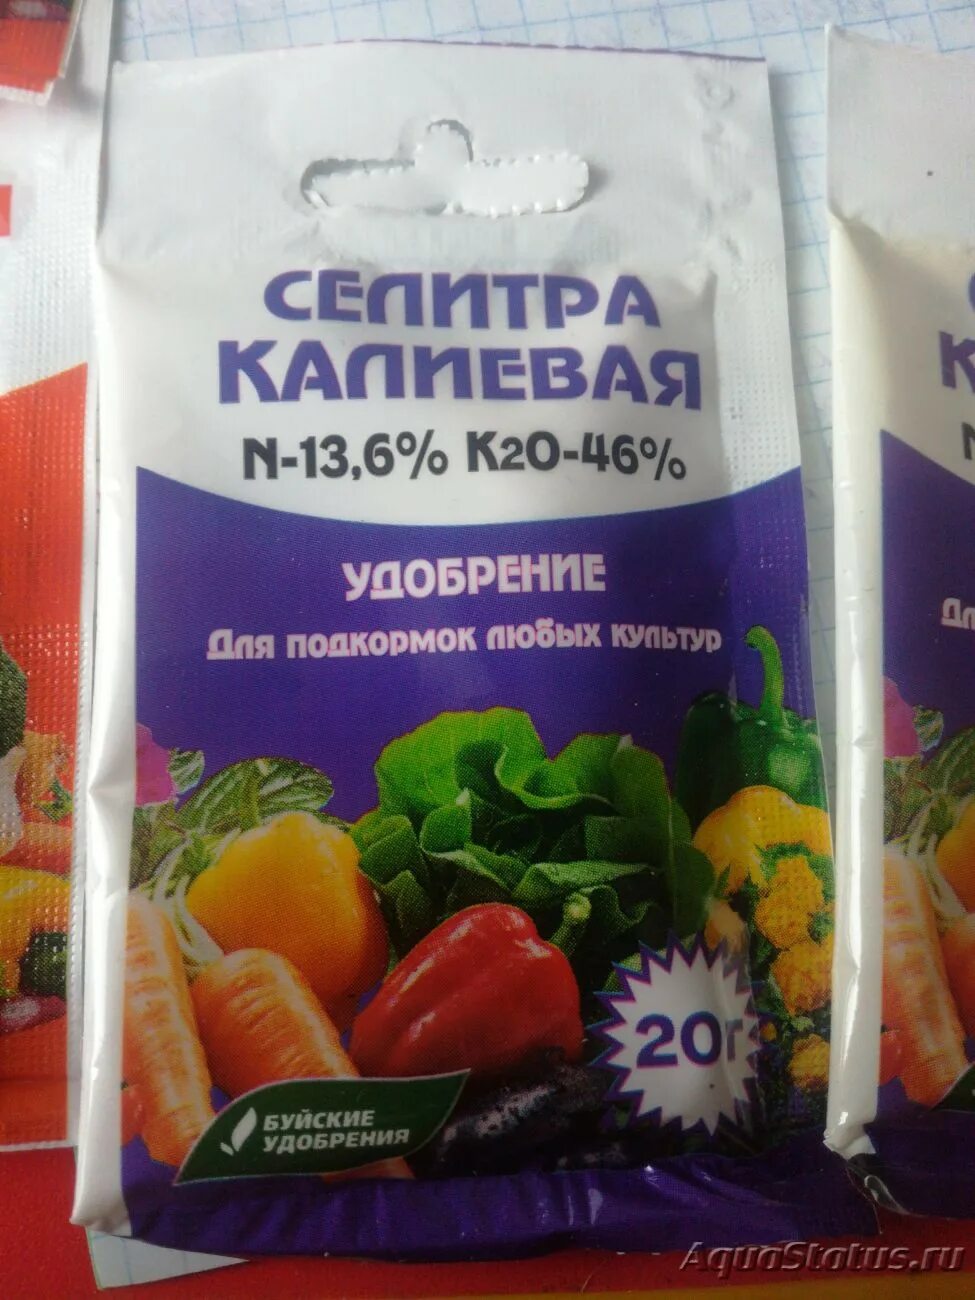 СЕЛИТРА
КАЛИЕВАЯ
N-13,6% K2O-46%
УДОБРЕНИЕ
Для подкормок любых культур
20г
БУЙСКИЕ
УДОБРЕНИЯ
AquaStatus.ru